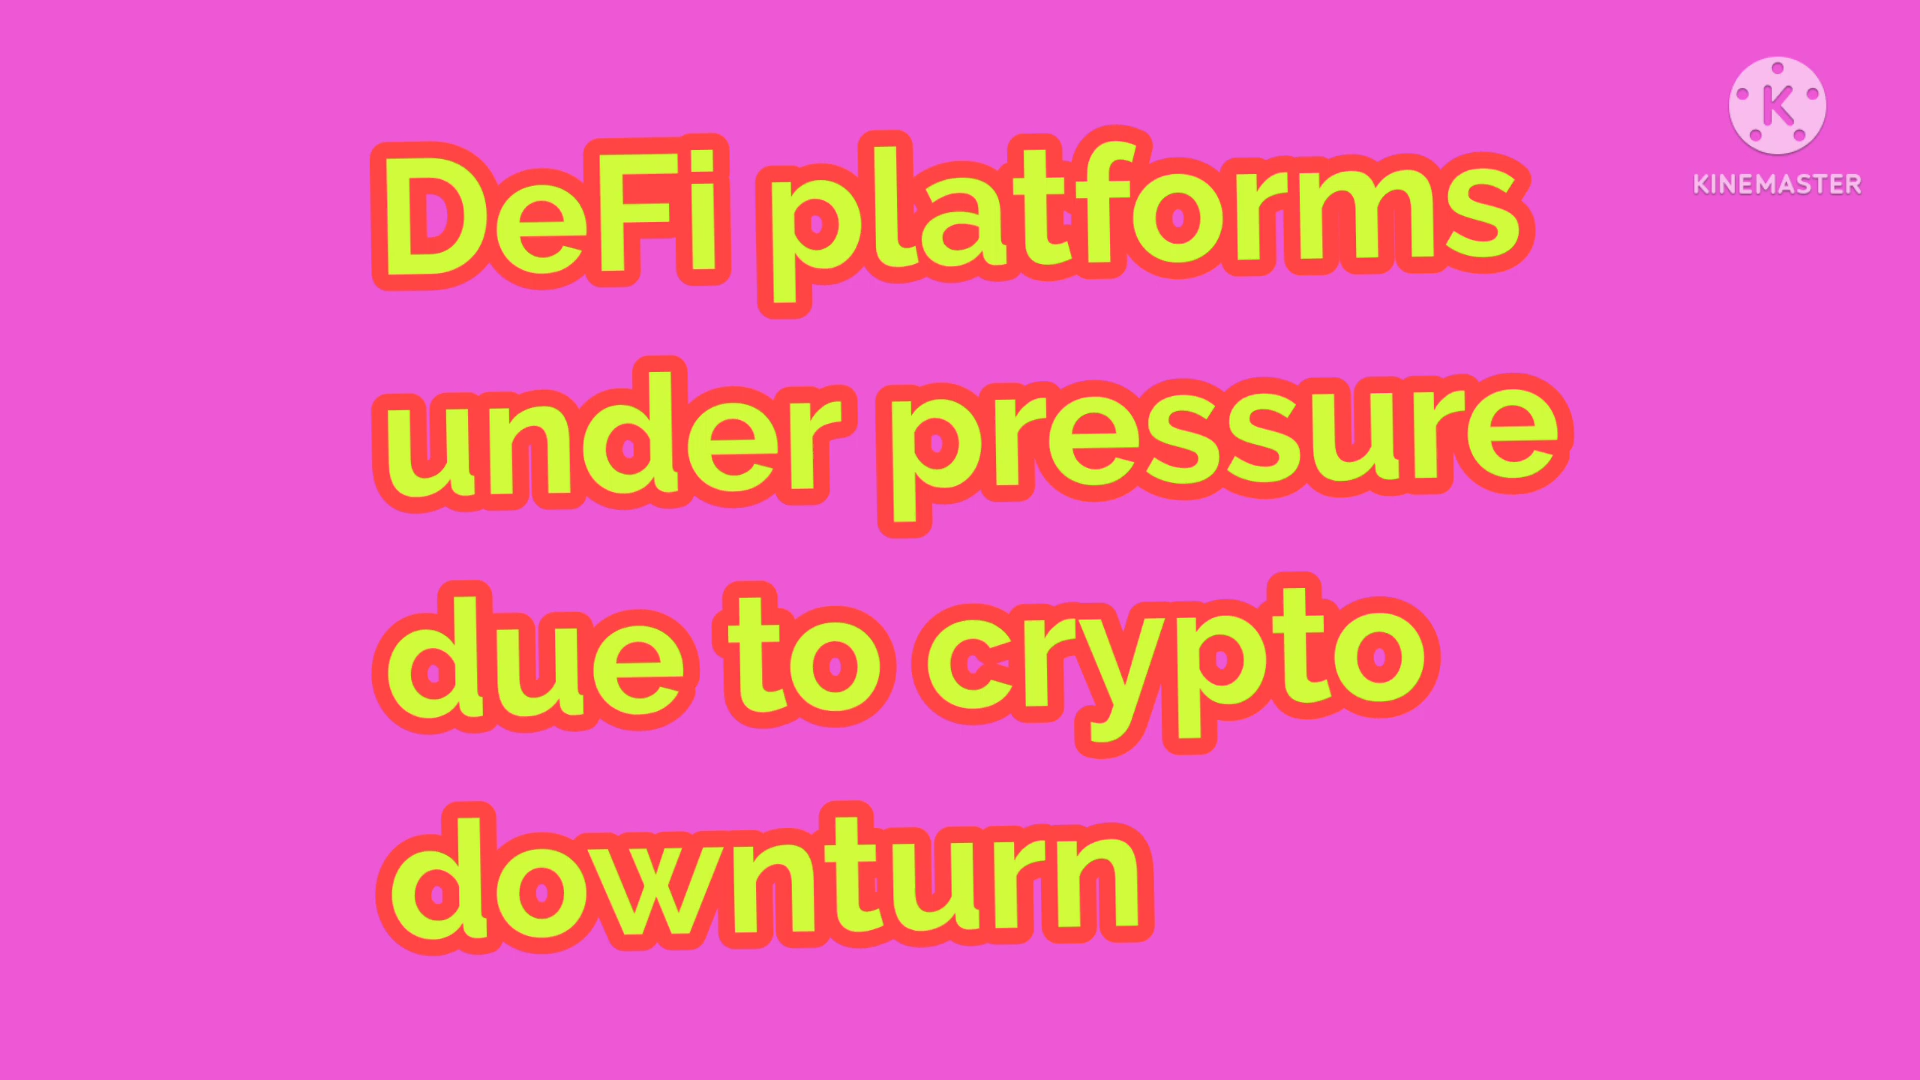 DeFi platforms
under pressure
due to crypto
downturn
K
KINEMASTER